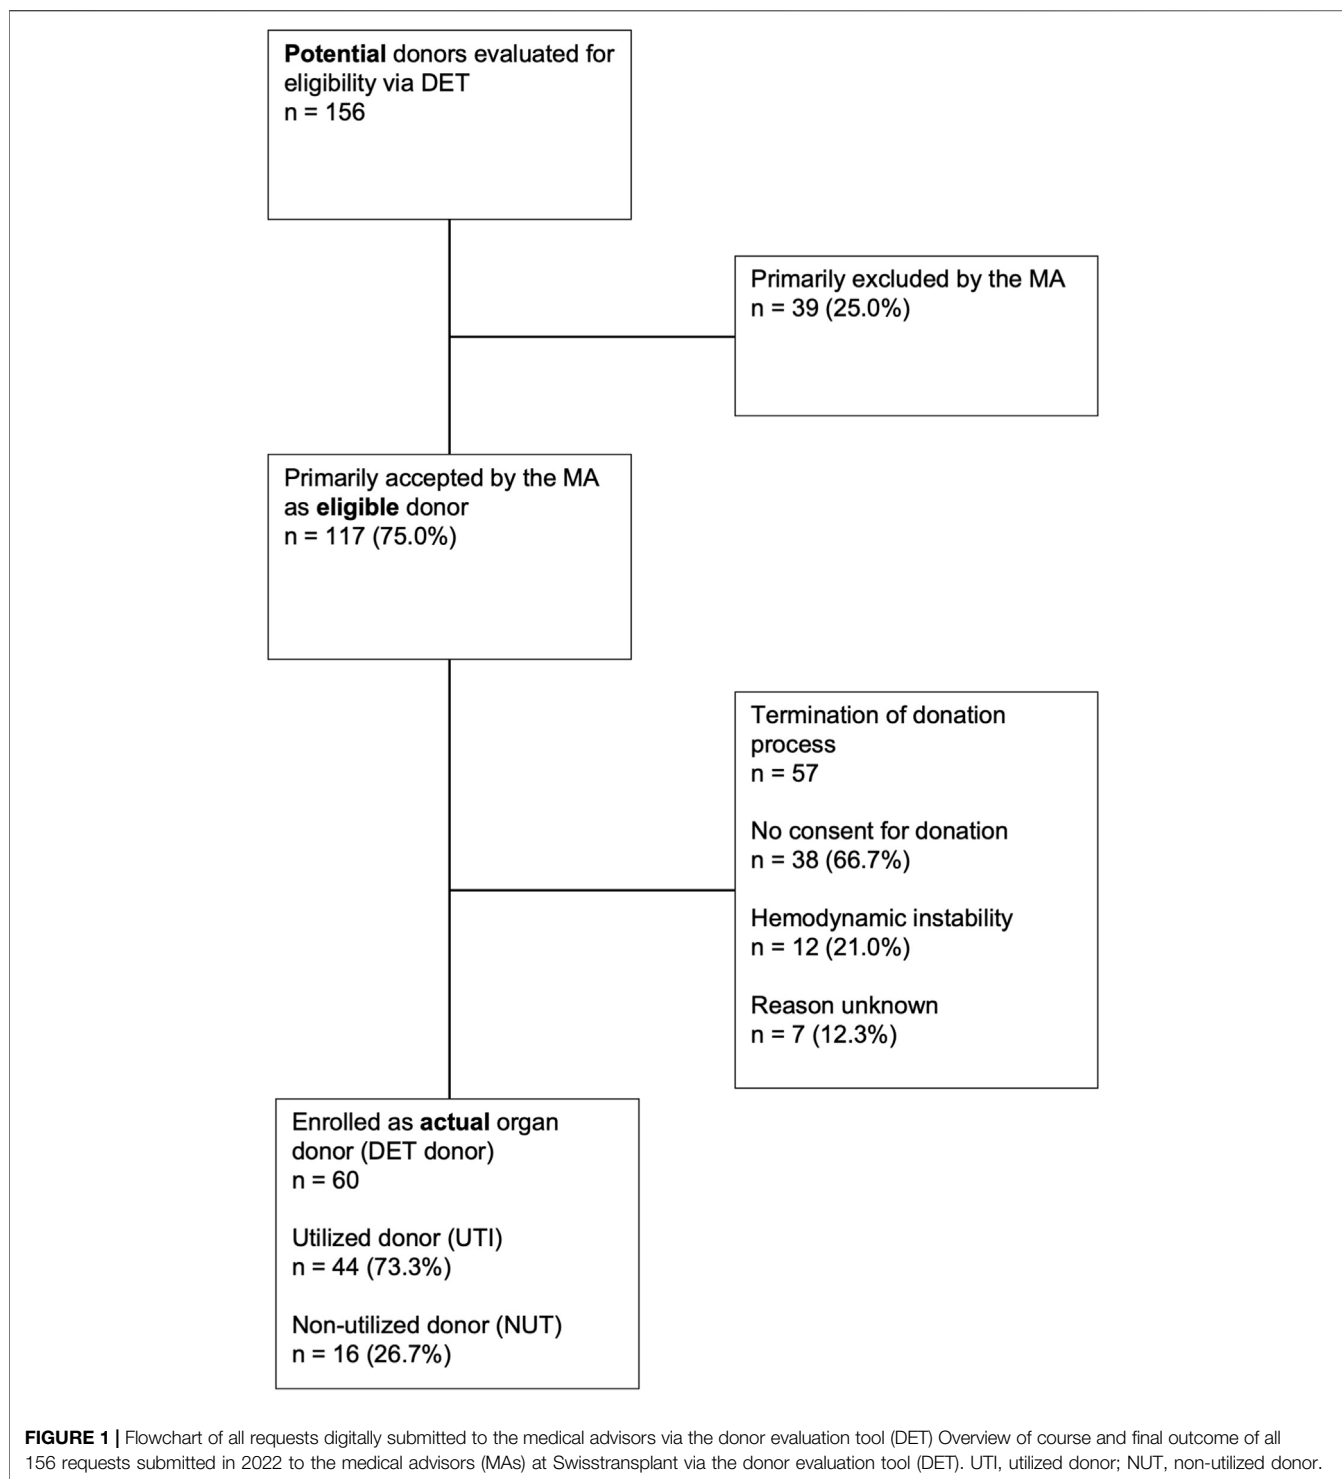 Potential donors evaluated for
eligibility via DET
n = 156
Primarily excluded by the MA
n = 39 (25.0%)
Primarily accepted by the MA
as eligible donor
n = 117 (75.0%)
Termination of donation
process
n = 57
No consent for donation
n = 38 (66.7%)
Hemodynamic instability
n = 12 (21.0%)
Reason unknown
n = 7 (12.3%)
Enrolled as actual organ
donor (DET donor)
n = 60
Utilized donor (UTI)
n = 44 (73.3%)
Non-utilized donor (NUT)
n = 16 (26.7%)
FIGURE 1 | Flowchart of all requests digitally submitted to the medical advisors via the donor evaluation tool (DET) Overview of course and final outcome of all
156 requests submitted in 2022 to the medical advisors (MAs) at Swisstransplant via the donor evaluation tool (DET). UTI, utilized donor; NUT, non-utilized donor.